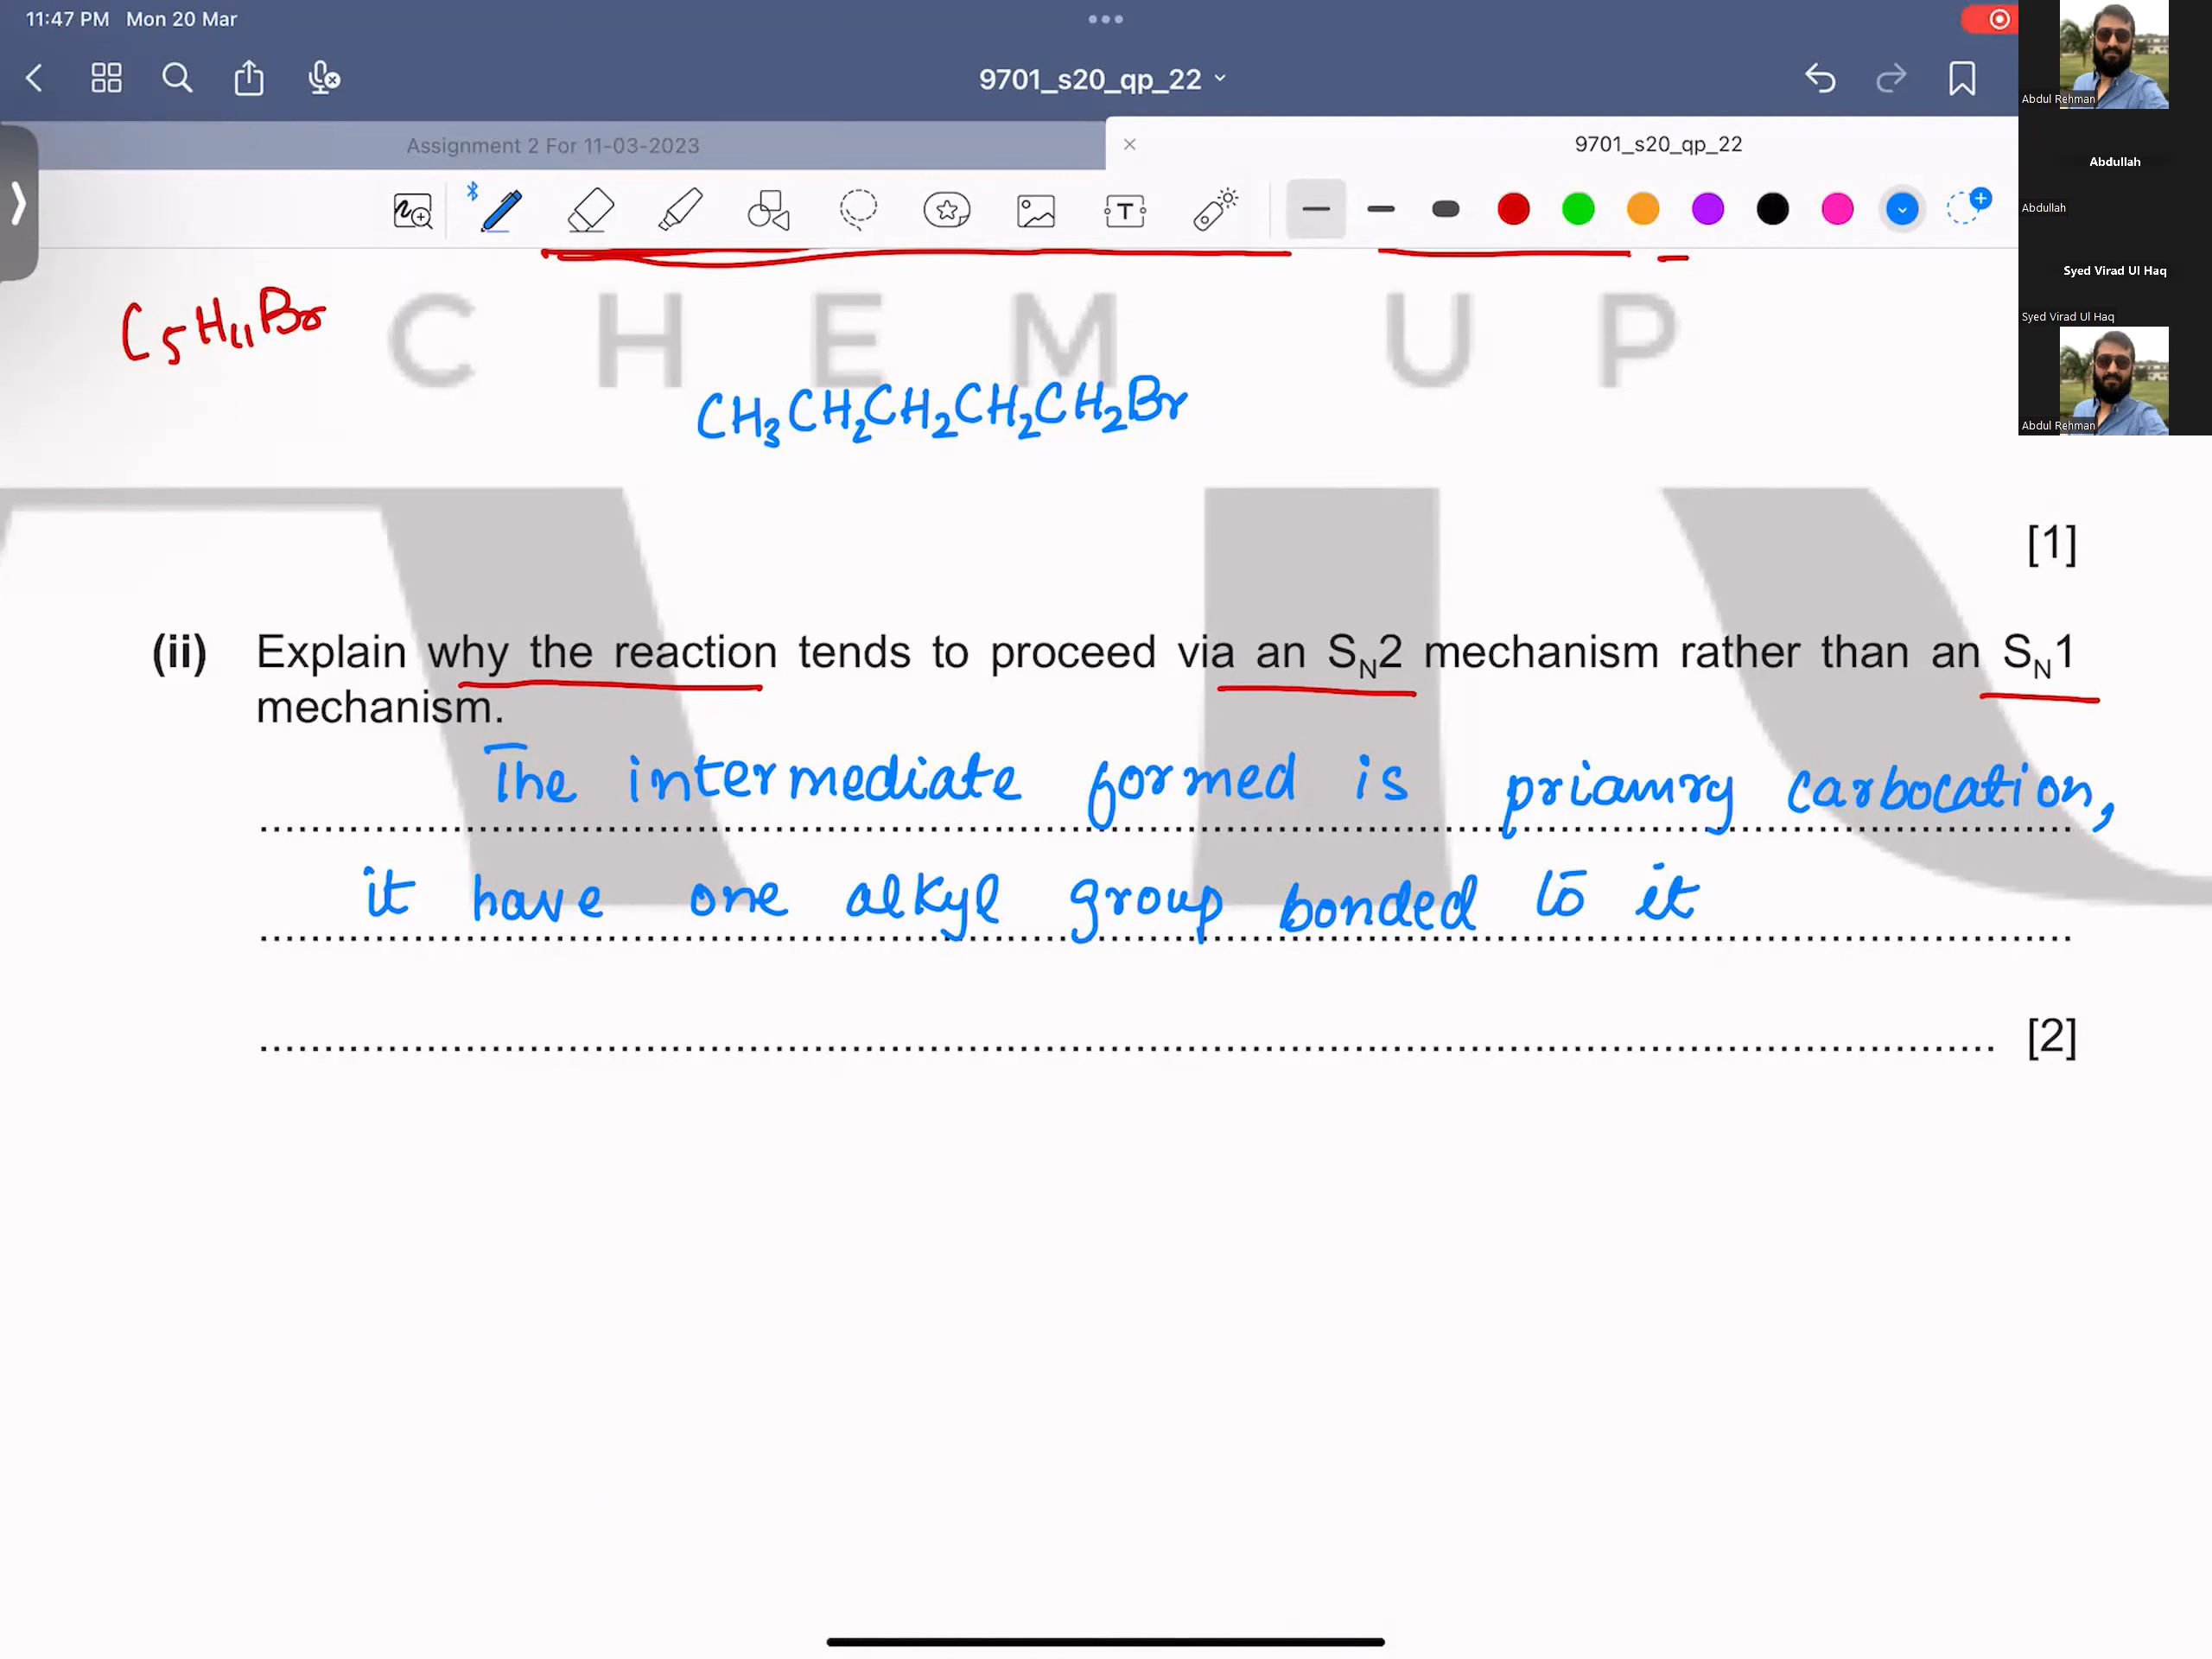 11:47 PM Mon 20 Mar
9701_s20_qp_22
Assignment 2 For 11-03-2023
9701_s20_qp_22
T
Abdul Rehman
Abdullah
Abdullah
Syed Virad Ul Haq
Syed Virad Ul Haq
Abdul Rehman
CHEM UP
C₅H₁₁Br
CH₃CH₂CH₂CH₂CH₂Br
[1]
(ii) Explain why the reaction tends to proceed via an Sₙ2 mechanism rather than an Sₙ1
mechanism.
The intermediate formed is priamry carbocation,
it have one alkyl group bonded to it
[2]